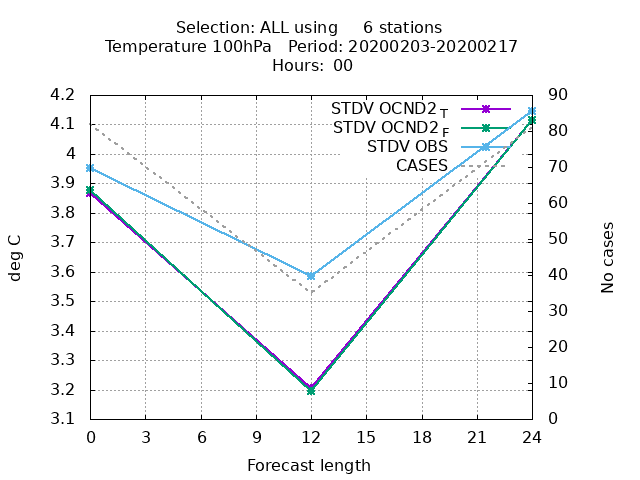 Selection: ALL using     6 stations
Temperature 100hPa   Period: 20200203-20200217
Hours:  00
4.2
4.1
4
3.9
3.8
3.7
3.6
3.5
3.4
3.3
3.2
3.1
deg C
STDV OCND2 T
STDV OCND2 F
STDV OBS
CASES
90
80
70
60
50
40
30
20
10
0
No cases
0 3 6 9 12 15 18 21 24
Forecast length